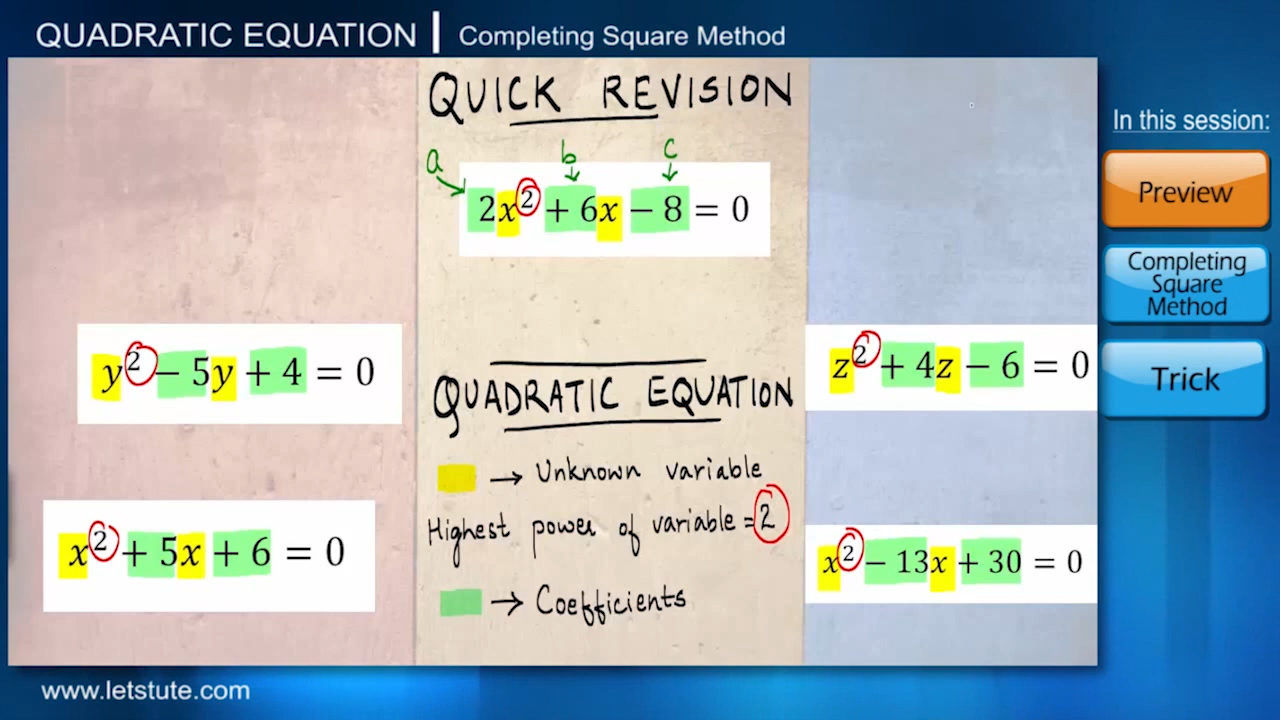 QUADRATIC EQUATION | Completing Square Method
QUICK REVISION
a b c
2x² + 6x − 8 = 0
y² − 5y + 4 = 0
x² + 5x + 6 = 0
QUADRATIC EQUATION
→ Unknown variable
Highest power of variable = 2
→ Coefficients
z² + 4z − 6 = 0
x² − 13x + 30 = 0
In this session:
Preview
Completing
Square
Method
Trick
www.letstute.com